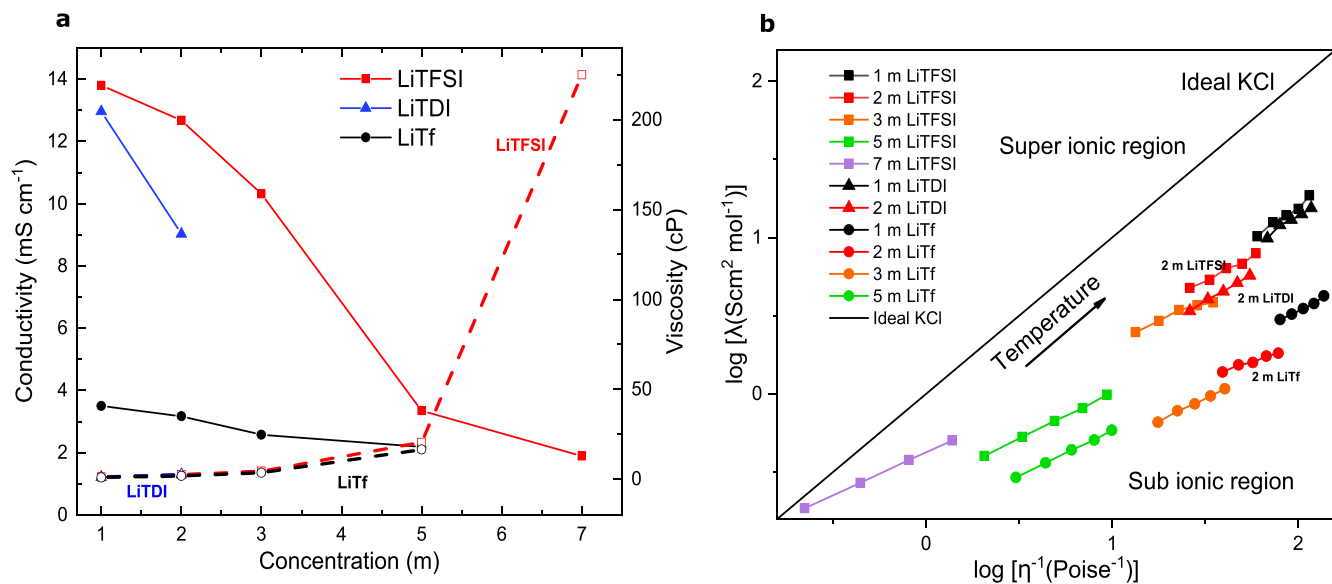 a
Conductivity (mS cm⁻¹)
14
12
10
8
6
4
2
0
LiTFSI
LiTDI
LiTf
LiTFSI
LiTDI
LiTf
200
150
100
50
0
Viscosity (cP)
1 2 3 4 5 6 7
Concentration (m)
b
log [λ(Scm² mol⁻¹)]
2
1
0
1 m LiTFSI
2 m LiTFSI
3 m LiTFSI
5 m LiTFSI
7 m LiTFSI
1 m LiTDI
2 m LiTDI
1 m LiTf
2 m LiTf
3 m LiTf
5 m LiTf
Ideal KCl
Ideal KCl
Super ionic region
Temperature
2 m LiTFSI
2 m LiTDI
2 m LiTf
Sub ionic region
0 1 2
log [η⁻¹(Poise⁻¹)]